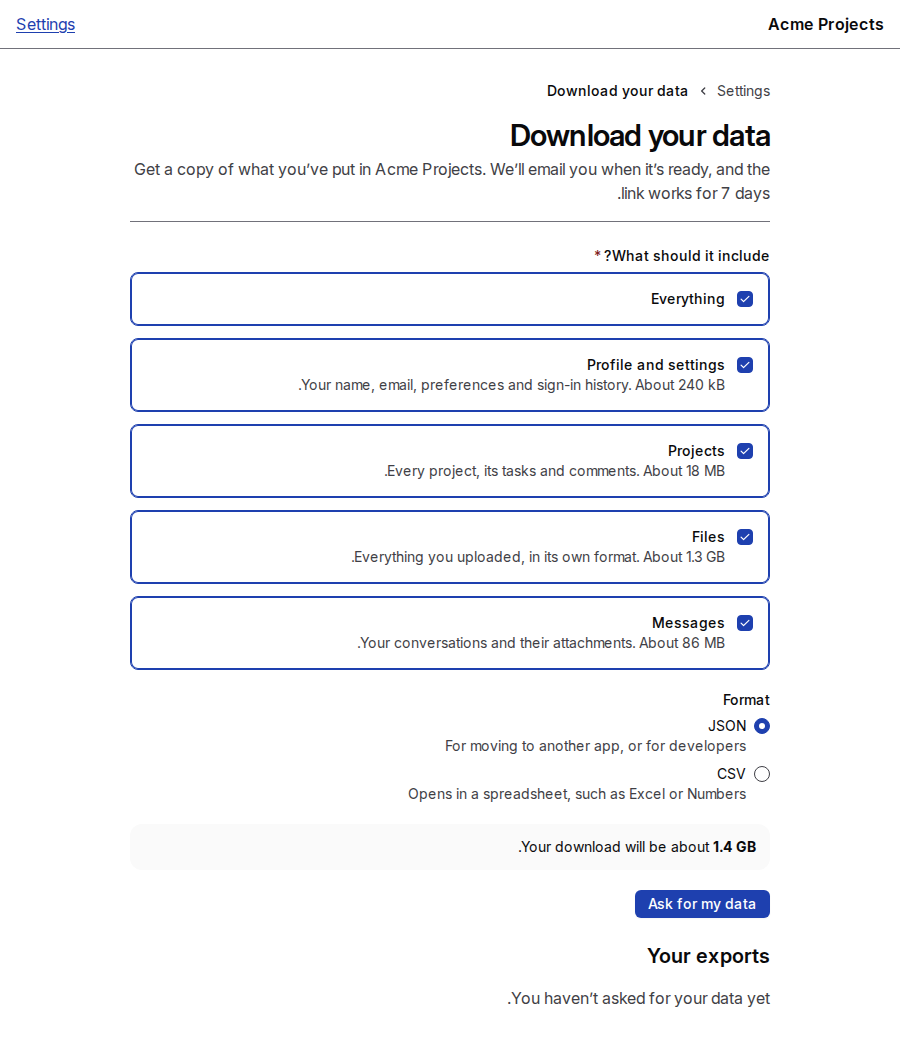 Settings
Acme Projects
Download your data ‹ Settings
Download your data
Get a copy of what you’ve put in Acme Projects. We’ll email you when it’s ready, and the
.link works for 7 days
* ?What should it include
Everything
Profile and settings
.Your name, email, preferences and sign-in history. About 240 kB
Projects
.Every project, its tasks and comments. About 18 MB
Files
.Everything you uploaded, in its own format. About 1.3 GB
Messages
.Your conversations and their attachments. About 86 MB
Format
JSON
For moving to another app, or for developers
CSV
Opens in a spreadsheet, such as Excel or Numbers
.Your download will be about 1.4 GB
Ask for my data
Your exports
.You haven’t asked for your data yet